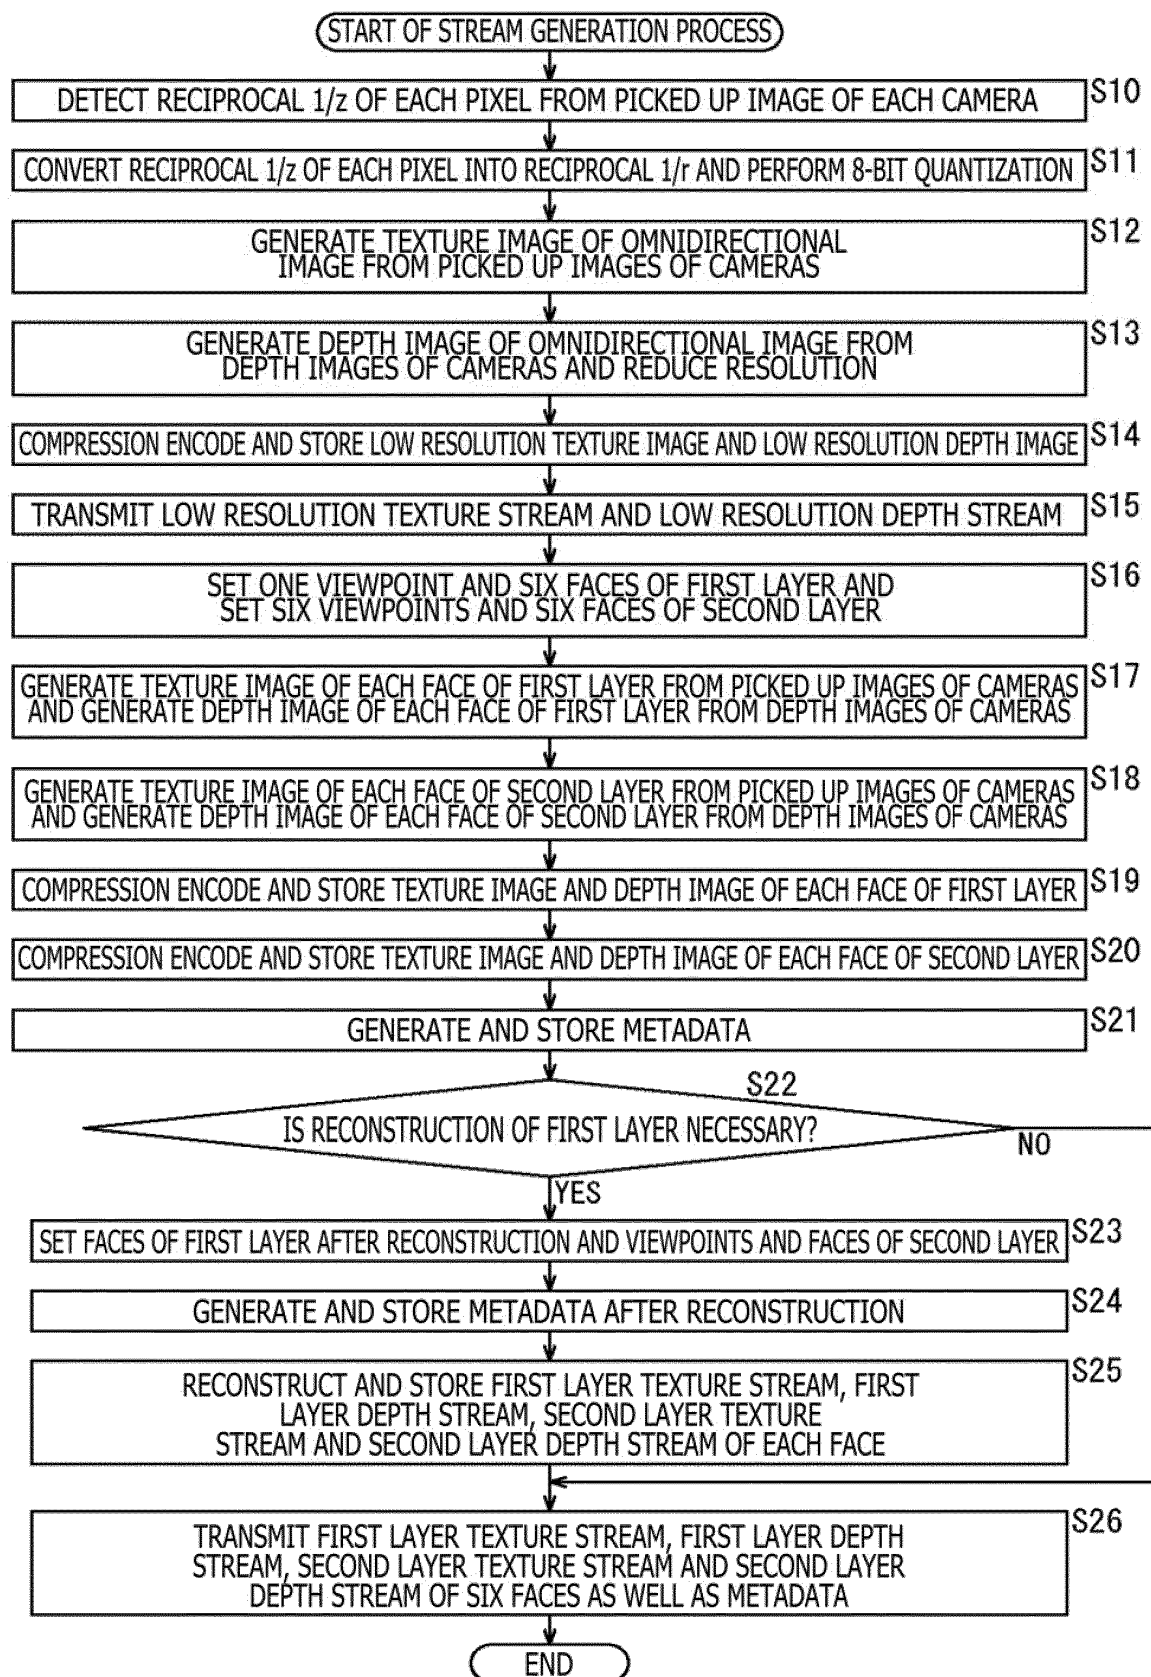 START OF STREAM GENERATION PROCESS
DETECT RECIPROCAL 1/z OF EACH PIXEL FROM PICKED UP IMAGE OF EACH CAMERA
S10
CONVERT RECIPROCAL 1/z OF EACH PIXEL INTO RECIPROCAL 1/r AND PERFORM 8-BIT QUANTIZATION
S11
GENERATE TEXTURE IMAGE OF OMNIDIRECTIONAL
IMAGE FROM PICKED UP IMAGES OF CAMERAS
S12
GENERATE DEPTH IMAGE OF OMNIDIRECTIONAL IMAGE FROM
DEPTH IMAGES OF CAMERAS AND REDUCE RESOLUTION
S13
COMPRESSION ENCODE AND STORE LOW RESOLUTION TEXTURE IMAGE AND LOW RESOLUTION DEPTH IMAGE
S14
TRANSMIT LOW RESOLUTION TEXTURE STREAM AND LOW RESOLUTION DEPTH STREAM
S15
SET ONE VIEWPOINT AND SIX FACES OF FIRST LAYER AND
SET SIX VIEWPOINTS AND SIX FACES OF SECOND LAYER
S16
GENERATE TEXTURE IMAGE OF EACH FACE OF FIRST LAYER FROM PICKED UP IMAGES OF CAMERAS
AND GENERATE DEPTH IMAGE OF EACH FACE OF FIRST LAYER FROM DEPTH IMAGES OF CAMERAS
S17
GENERATE TEXTURE IMAGE OF EACH FACE OF SECOND LAYER FROM PICKED UP IMAGES OF CAMERAS
AND GENERATE DEPTH IMAGE OF EACH FACE OF SECOND LAYER FROM DEPTH IMAGES OF CAMERAS
S18
COMPRESSION ENCODE AND STORE TEXTURE IMAGE AND DEPTH IMAGE OF EACH FACE OF FIRST LAYER
S19
COMPRESSION ENCODE AND STORE TEXTURE IMAGE AND DEPTH IMAGE OF EACH FACE OF SECOND LAYER
S20
GENERATE AND STORE METADATA
S21
S22
IS RECONSTRUCTION OF FIRST LAYER NECESSARY?
NO
YES
SET FACES OF FIRST LAYER AFTER RECONSTRUCTION AND VIEWPOINTS AND FACES OF SECOND LAYER
S23
GENERATE AND STORE METADATA AFTER RECONSTRUCTION
S24
RECONSTRUCT AND STORE FIRST LAYER TEXTURE STREAM, FIRST
LAYER DEPTH STREAM, SECOND LAYER TEXTURE
STREAM AND SECOND LAYER DEPTH STREAM OF EACH FACE
S25
TRANSMIT FIRST LAYER TEXTURE STREAM, FIRST LAYER DEPTH
STREAM, SECOND LAYER TEXTURE STREAM AND SECOND LAYER
DEPTH STREAM OF SIX FACES AS WELL AS METADATA
S26
END